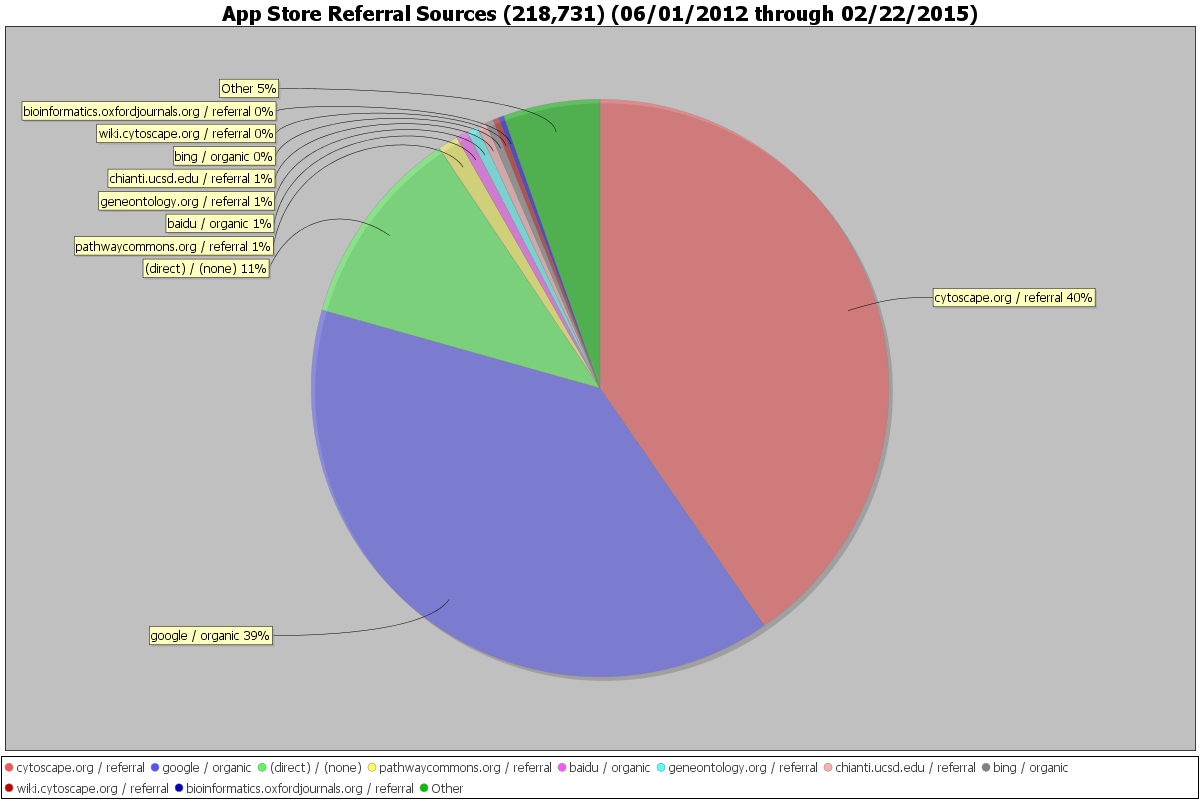 App Store Referral Sources (218,731) (06/01/2012 through 02/22/2015)
Other 5%
bioinformatics.oxfordjournals.org / referral 0%
wiki.cytoscape.org / referral 0%
bing / organic 0%
chianti.ucsd.edu / referral 1%
geneontology.org / referral 1%
baidu / organic 1%
pathwaycommons.org / referral 1%
(direct) / (none) 11%
cytoscape.org / referral 40%
google / organic 39%
cytoscape.org / referral google / organic (direct) / (none) pathwaycommons.org / referral baidu / organic geneontology.org / referral chianti.ucsd.edu / referral bing / organic
wiki.cytoscape.org / referral bioinformatics.oxfordjournals.org / referral Other